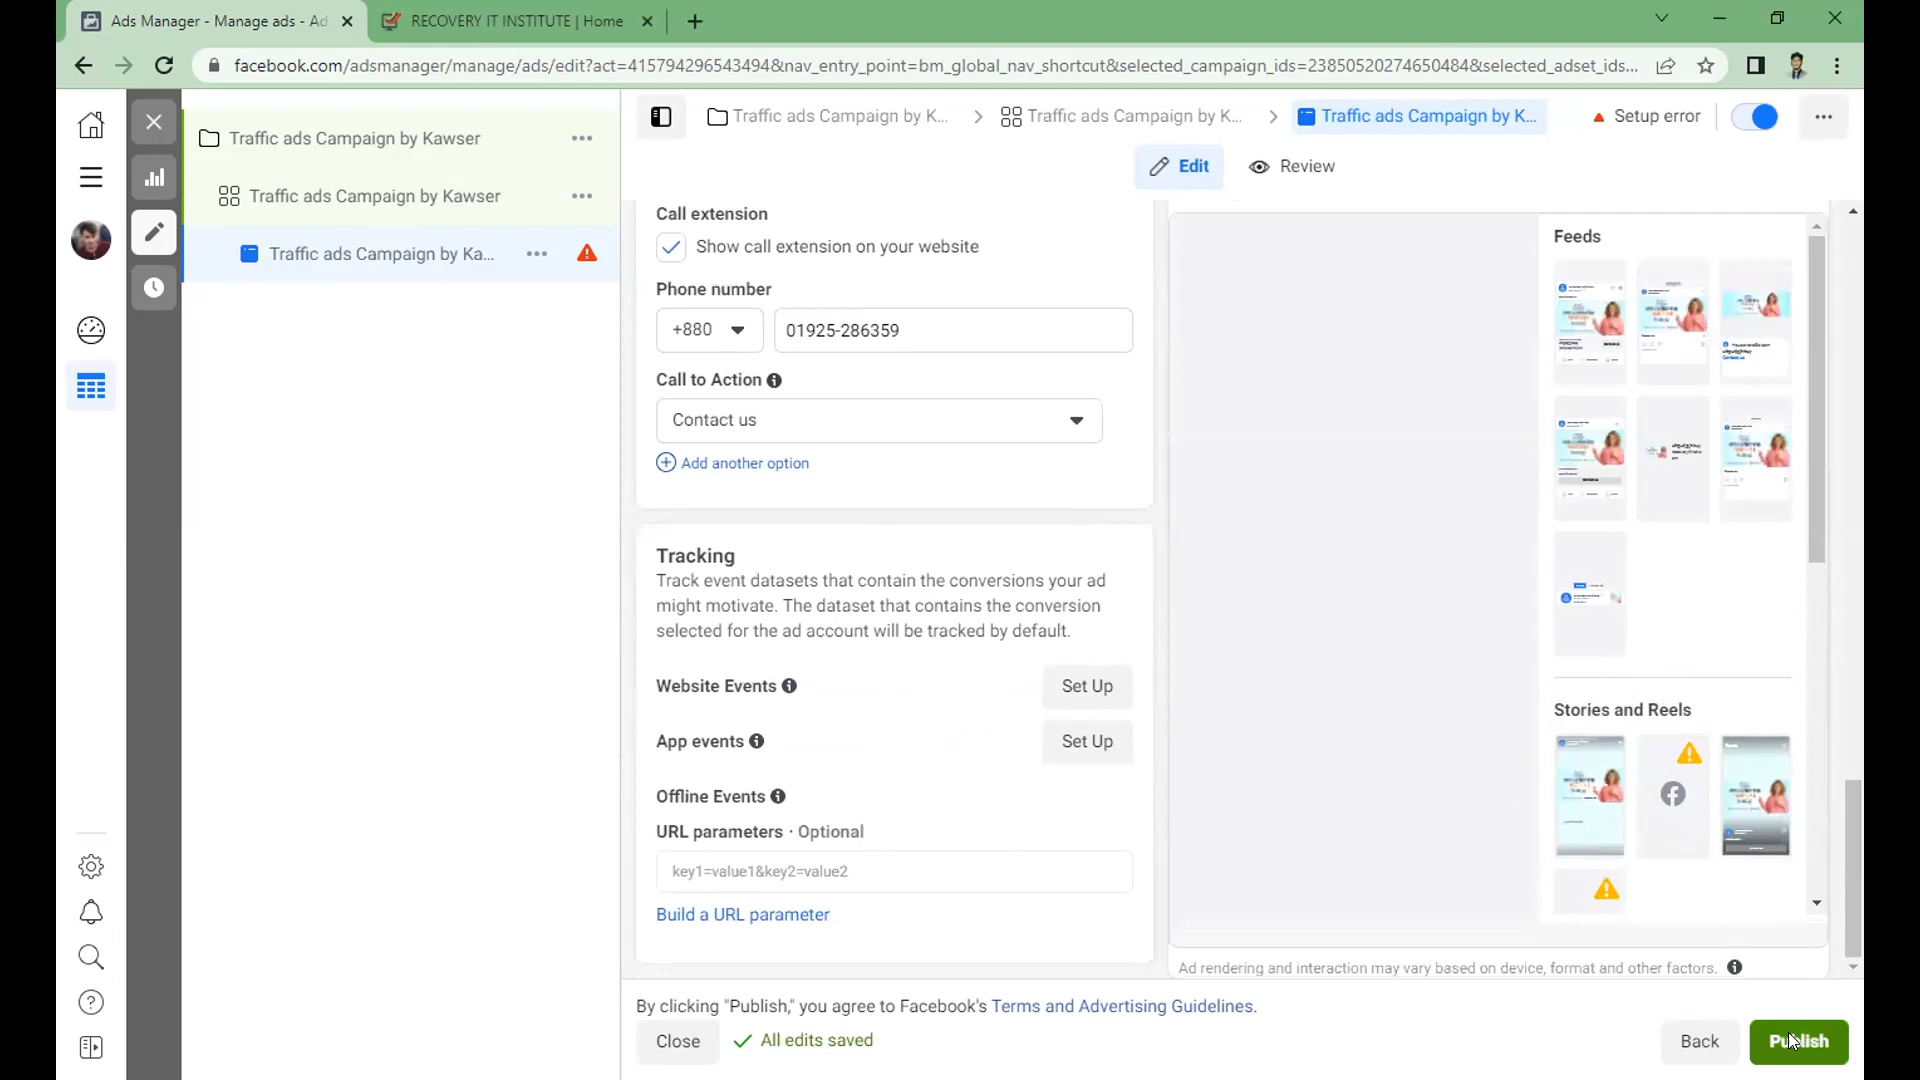 Ads Manager - Manage ads - Ad
RECOVERY IT INSTITUTE | Home
facebook.com/adsmanager/manage/ads/edit?act=415794296543494&nav_entry_point=bm_global_nav_shortcut&selected_campaign_ids=23850520274650484&selected_adset_ids...
Traffic ads Campaign by Kawser
Traffic ads Campaign by Kawser
Traffic ads Campaign by Ka...
Traffic ads Campaign by K...
Traffic ads Campaign by K...
Traffic ads Campaign by K...
Setup error
Edit
Review
Call extension
Show call extension on your website
Phone number
+880
01925-286359
Call to Action
Contact us
Add another option
Tracking
Track event datasets that contain the conversions your ad
might motivate. The dataset that contains the conversion
selected for the ad account will be tracked by default.
Website Events
Set Up
App events
Set Up
Offline Events
URL parameters · Optional
key1=value1&key2=value2
Build a URL parameter
Feeds
Stories and Reels
Ad rendering and interaction may vary based on device, format and other factors.
By clicking "Publish," you agree to Facebook's Terms and Advertising Guidelines.
Close
All edits saved
Back
Publish